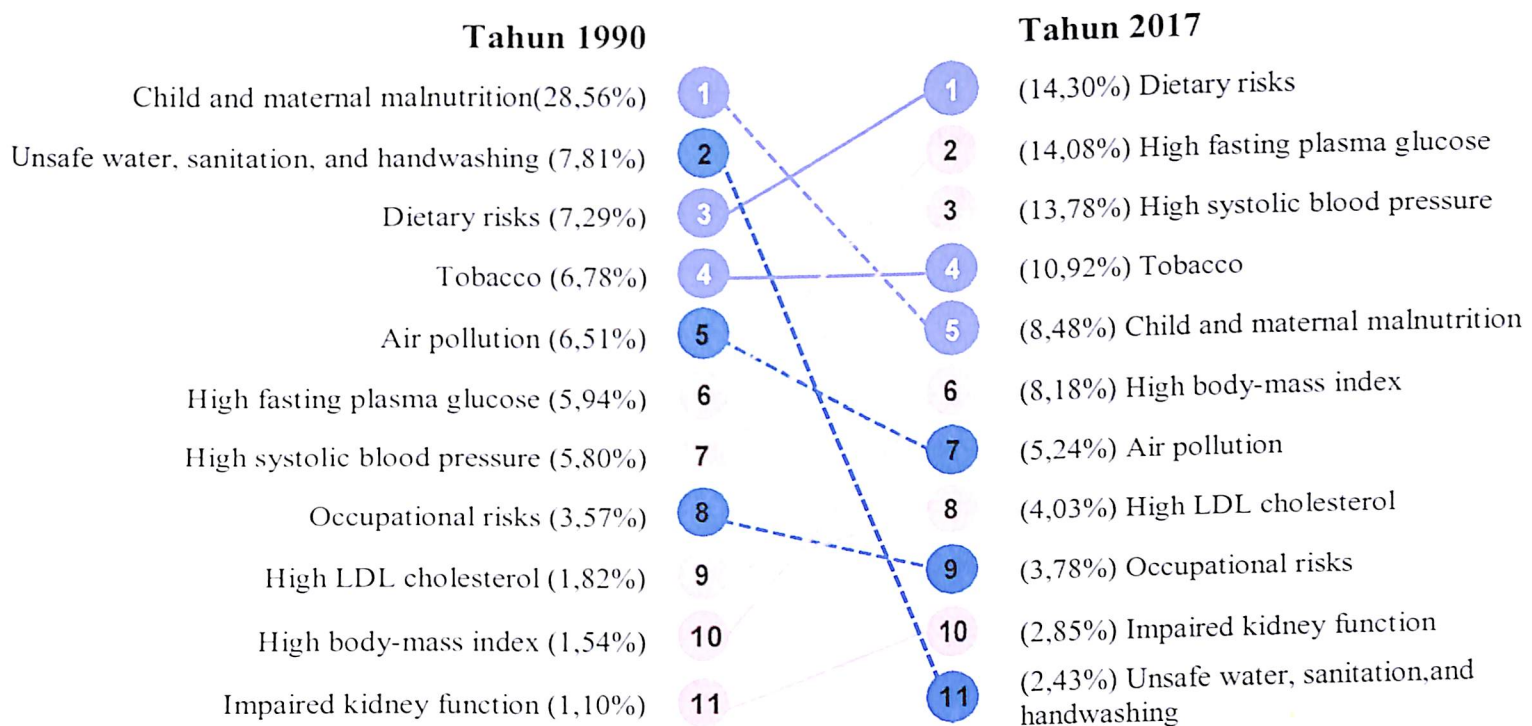 Tahun 1990
Child and maternal malnutrition(28,56%) 1
Unsafe water, sanitation, and handwashing (7,81%) 2
Dietary risks (7,29%) 3
Tobacco (6,78%) 4
Air pollution (6,51%) 5
High fasting plasma glucose (5,94%) 6
High systolic blood pressure (5,80%) 7
Occupational risks (3,57%) 8
High LDL cholesterol (1,82%) 9
High body-mass index (1,54%) 10
Impaired kidney function (1,10%) 11
Tahun 2017
1 (14,30%) Dietary risks
2 (14,08%) High fasting plasma glucose
3 (13,78%) High systolic blood pressure
4 (10,92%) Tobacco
5 (8,48%) Child and maternal malnutrition
6 (8,18%) High body-mass index
7 (5,24%) Air pollution
8 (4,03%) High LDL cholesterol
9 (3,78%) Occupational risks
10 (2,85%) Impaired kidney function
11 (2,43%) Unsafe water, sanitation,and
handwashing